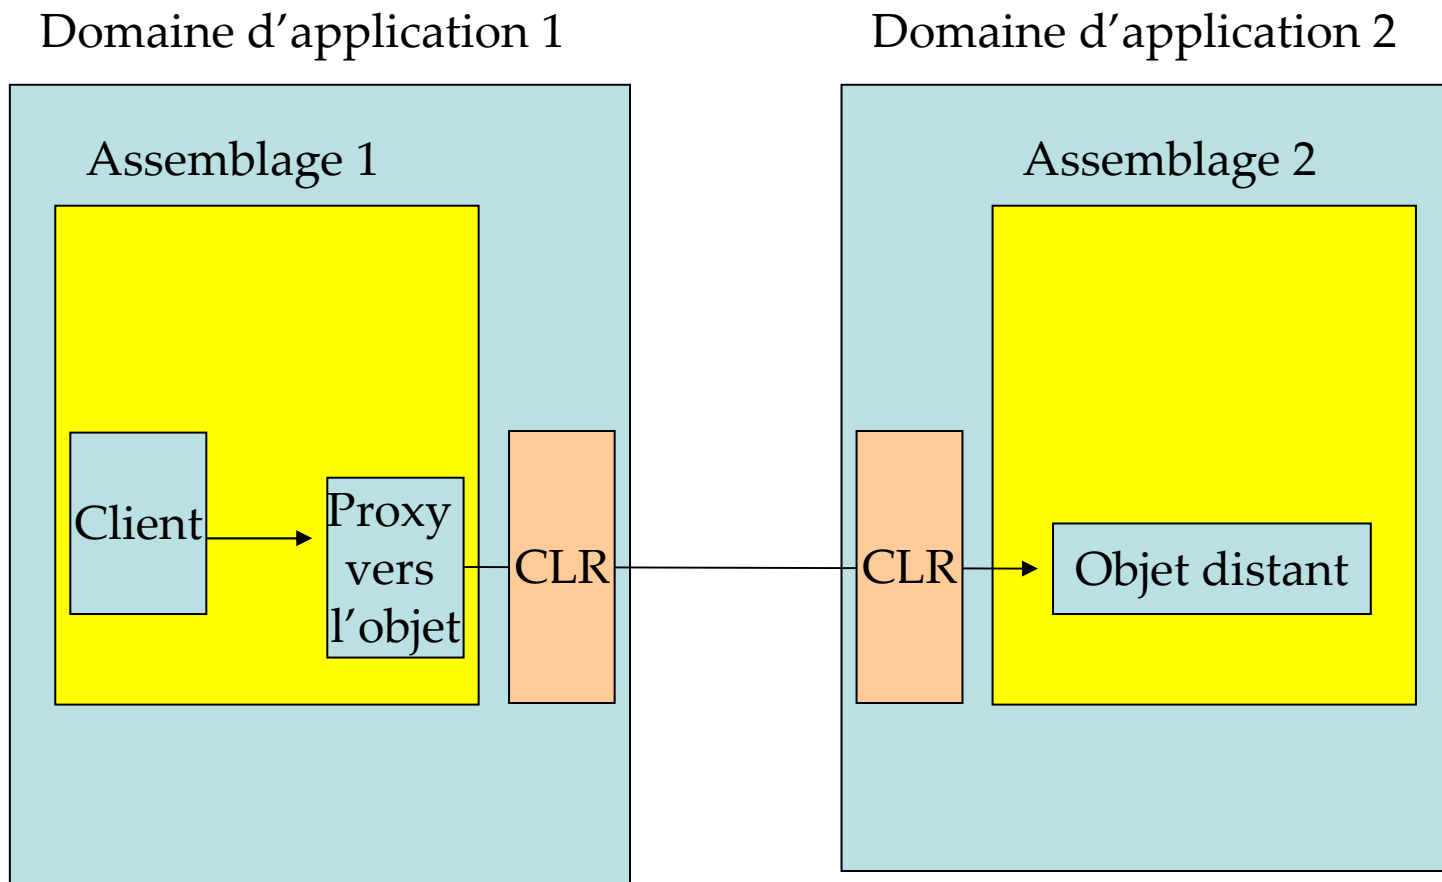 Domaine d’application 1
Domaine d’application 2
Assemblage 1
Assemblage 2
Client
Proxy
vers
l’objet
CLR
CLR
Objet distant